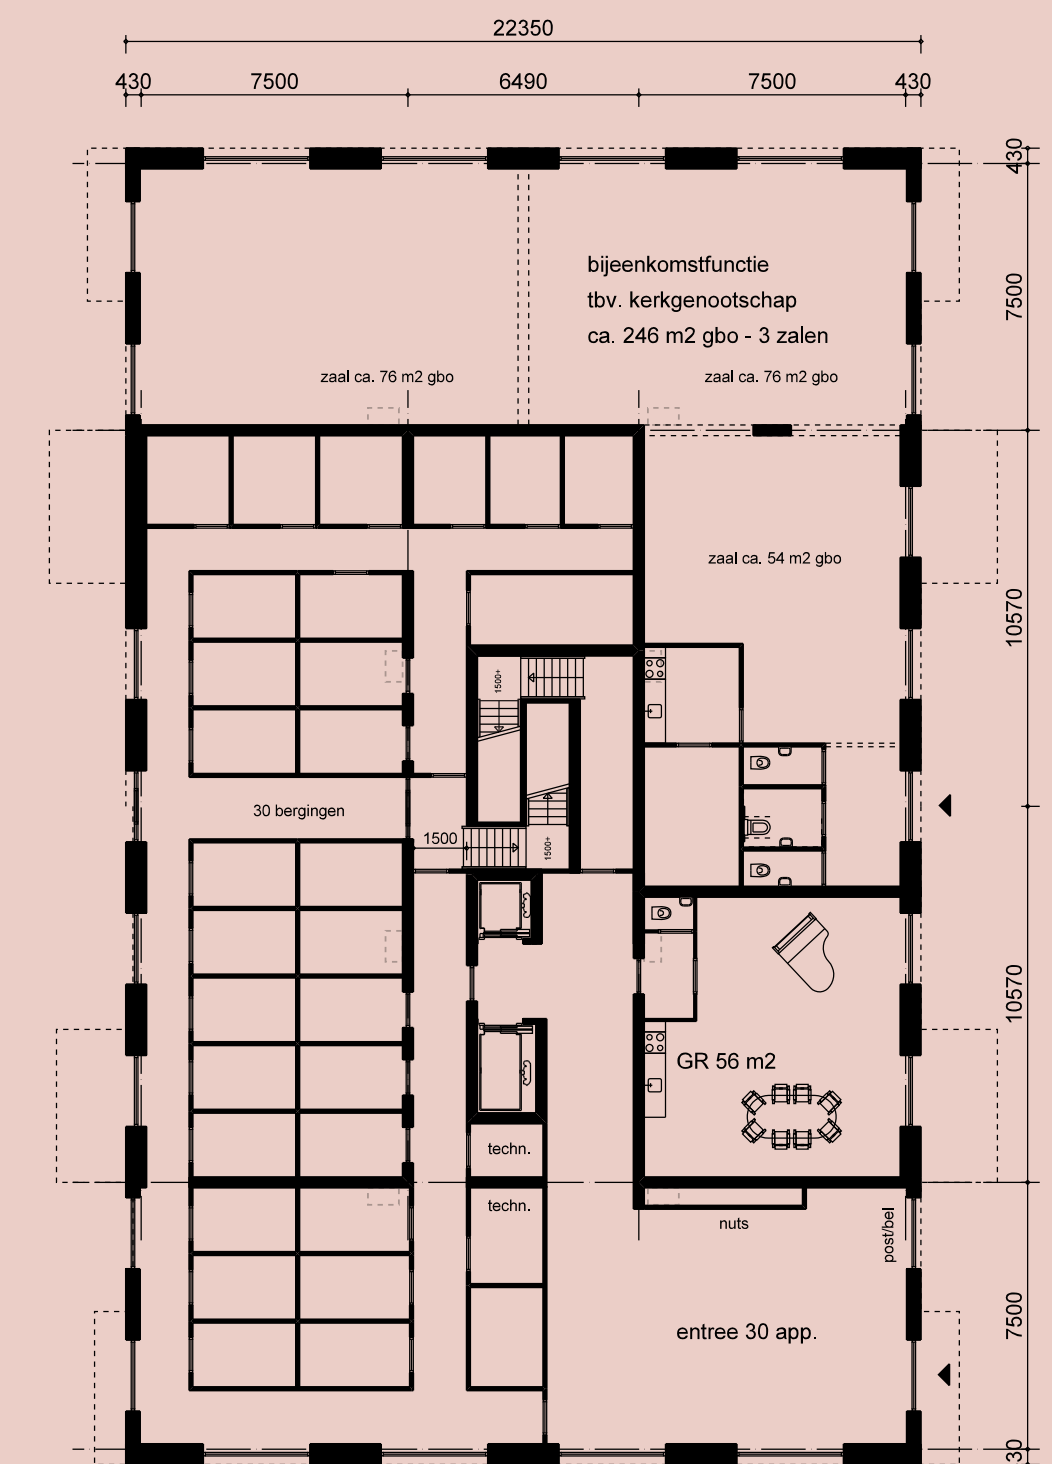 22350
430 7500 6490 7500 430
430
bijeenkomstfunctie
tbv. kerkgenootschap
ca. 246 m2 gbo - 3 zalen
7500
zaal ca. 76 m2 gbo zaal ca. 76 m2 gbo
zaal ca. 54 m2 gbo
10570
1500+
30 bergingen
1500
1500+
10570
GR 56 m2
techn.
techn.
nuts
post/bel
7500
entree 30 app.
30